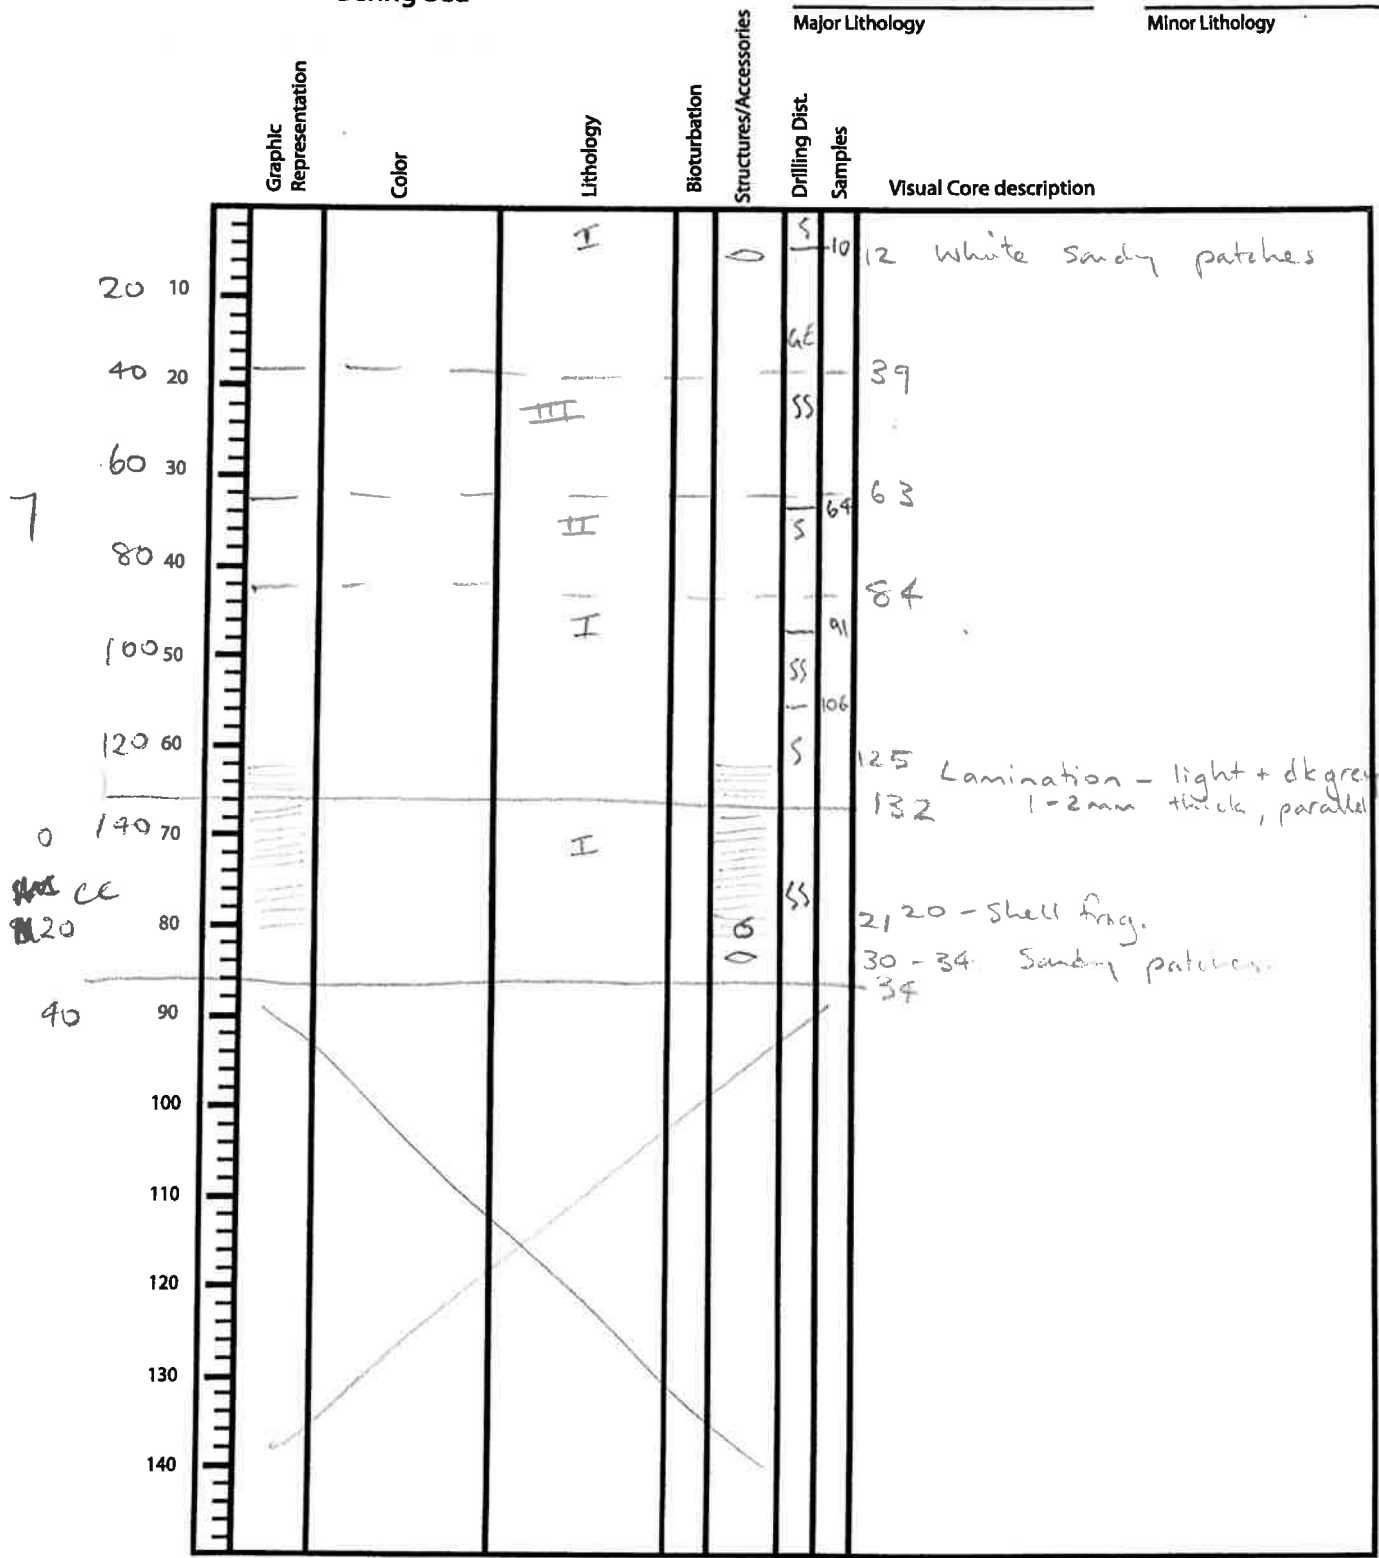 Major Lithology
Minor Lithology
Graphic
Representation
Color
Lithology
Bioturbation
Structures/Accessories
Drilling Dist.
Samples
Visual Core description
I
S
10
12 White Sandy patches
20 10
GE
40 20
39
III
SS
60 30
7
63
64
II
S
80 40
84
I
91
100 50
SS
106
120 60
S
125 Lamination - light + dk grey
132 1-2mm thick, parallel
0 140 70
I
CC
SS
20 80
21, 20 - Shell frag.
30 - 34 Sandy patches
34
40 90
100
110
120
130
140